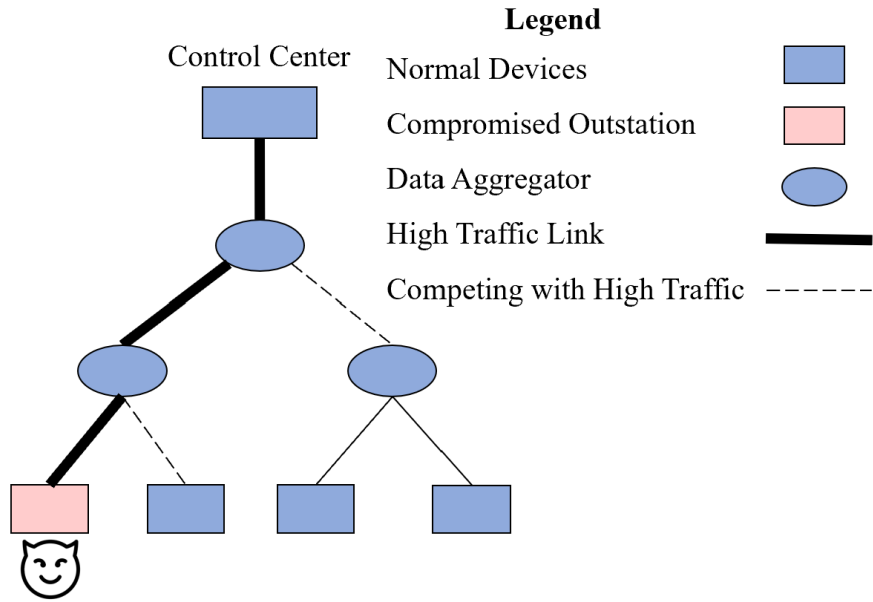 Legend
Control Center
Normal Devices
Compromised Outstation
Data Aggregator
High Traffic Link
Competing with High Traffic